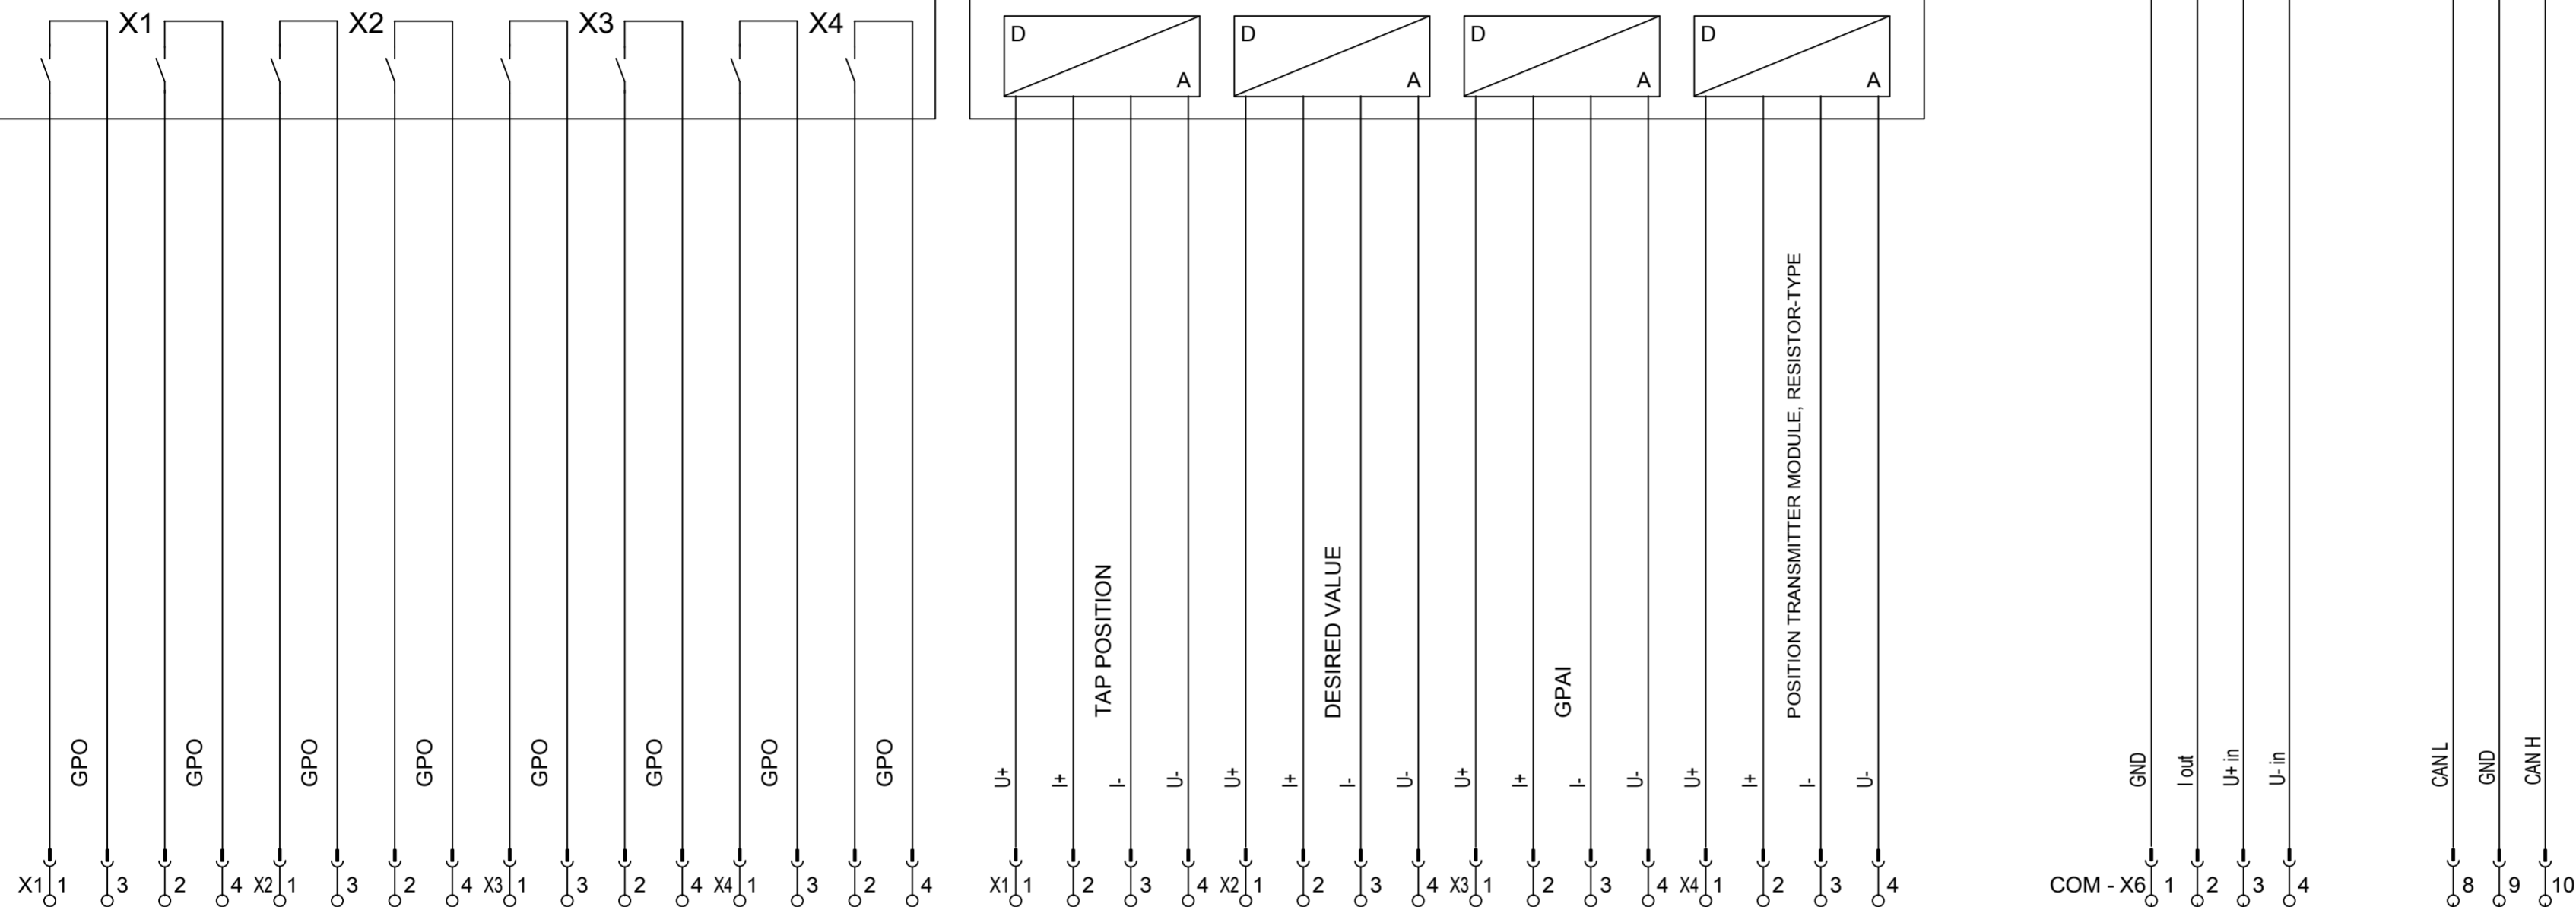 X1 X2 X3 X4
D A D A D A D A
TAP POSITION
DESIRED VALUE
GPAI
POSITION TRANSMITTER MODULE, RESISTOR-TYPE
GPO GPO GPO GPO GPO GPO GPO GPO
U+ I+ I- U- U+ I+ I- U- U+ I+ I- U- U+ I+ I- U-
GND I out U+ in U- in
CAN L GND CAN H
X1 1 3 2 4 X2 1 3 2 4 X3 1 3 2 4 X4 1 3 2 4
X1 1 2 3 4 X2 1 2 3 4 X3 1 2 3 4 X4 1 2 3 4
COM - X6 1 2 3 4
8 9 10